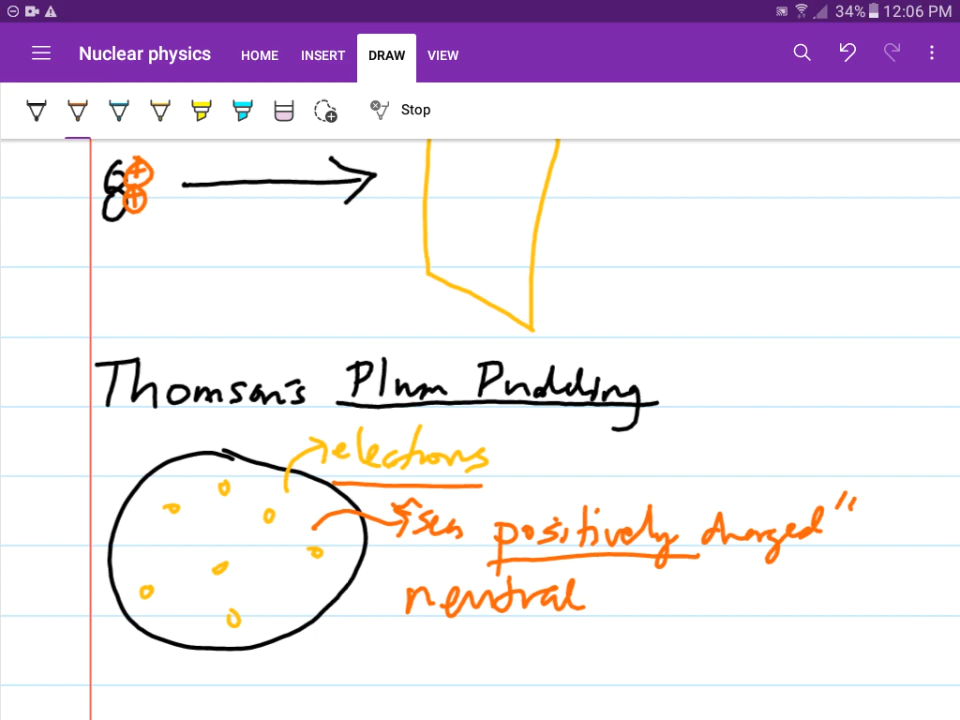 34% 12:06 PM
Nuclear physics HOME INSERT DRAW VIEW
Stop
Thomson's Plum Pudding
electrons
"sea positively charged"
neutral